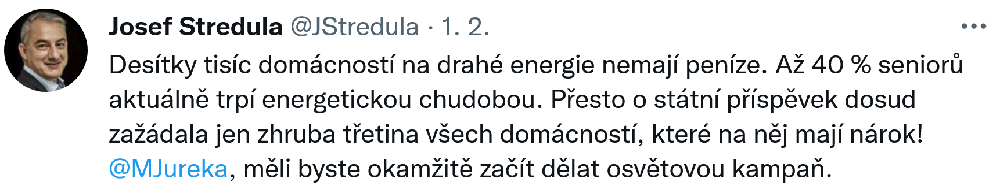 Josef Stredula @JStredula · 1. 2.
Desítky tisíc domácností na drahé energie nemají peníze. Až 40 % seniorů
aktuálně trpí energetickou chudobou. Přesto o státní příspěvek dosud
zažádala jen zhruba třetina všech domácností, které na něj mají nárok!
@MJureka, měli byste okamžitě začít dělat osvětovou kampaň.